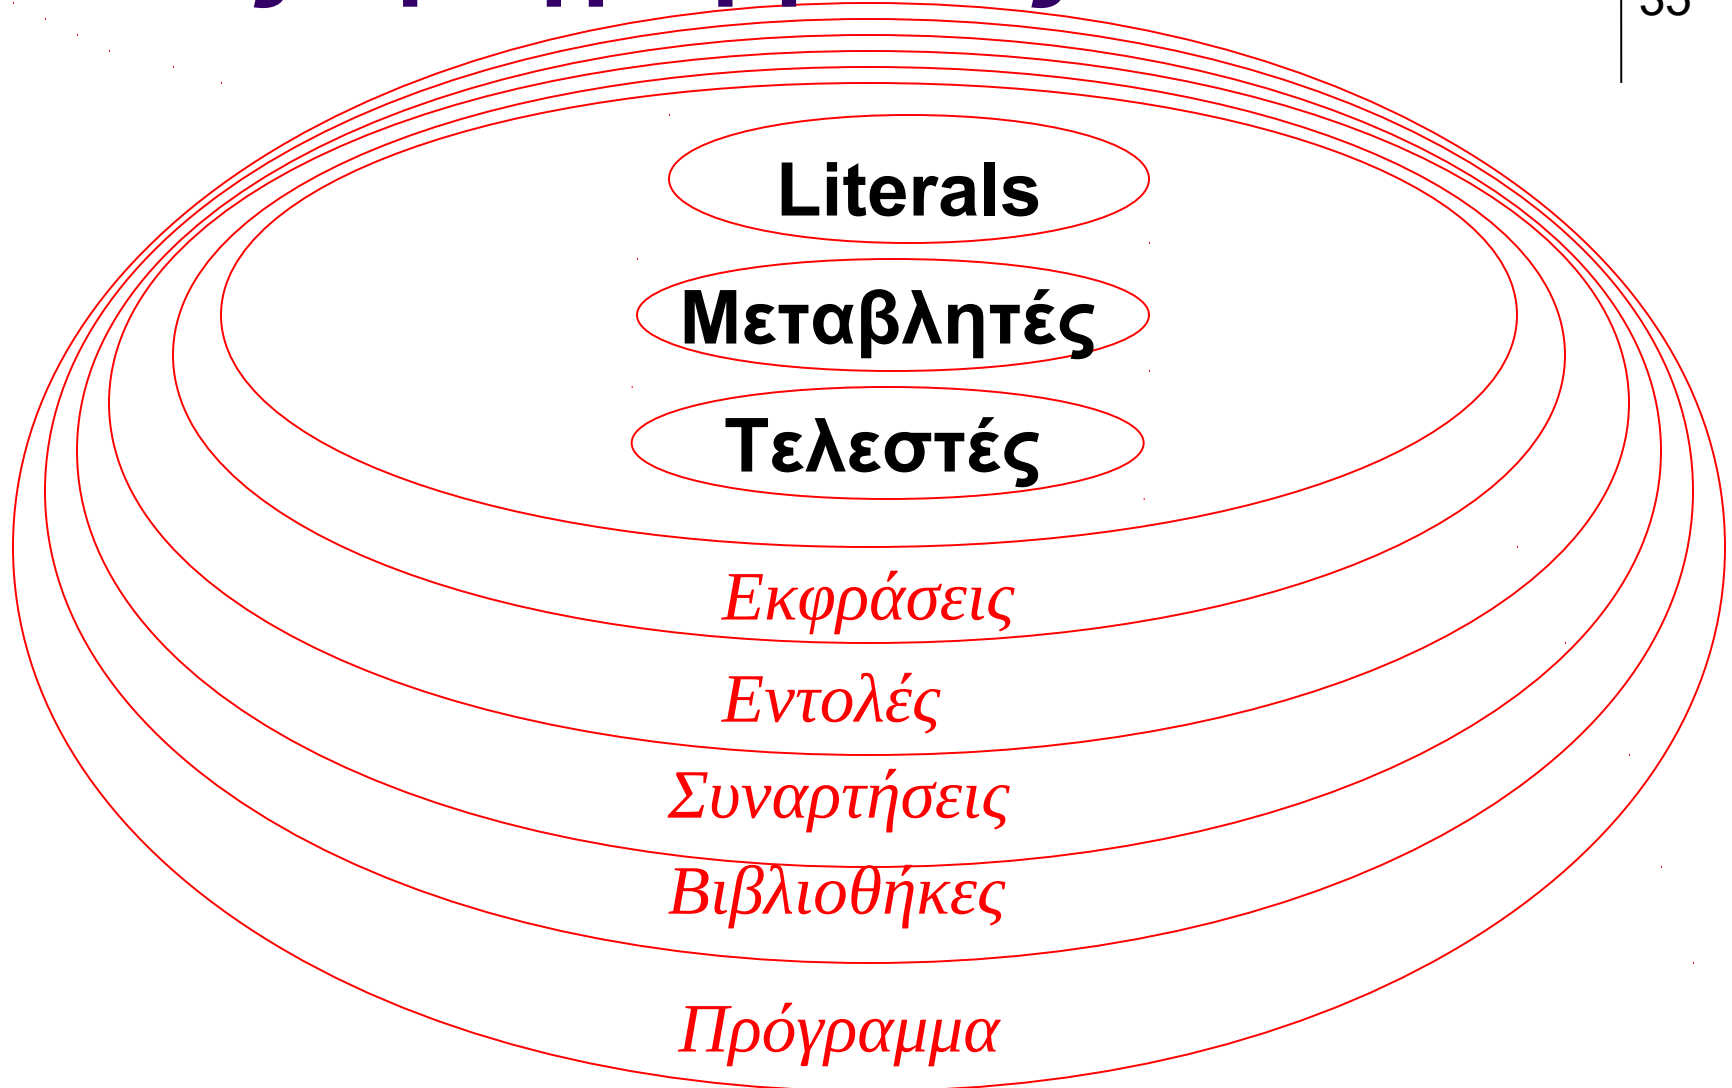 Literals
Μεταβλητές
Τελεστές
Εκφράσεις
Εντολές
Συναρτήσεις
Βιβλιοθήκες
Πρόγραμμα